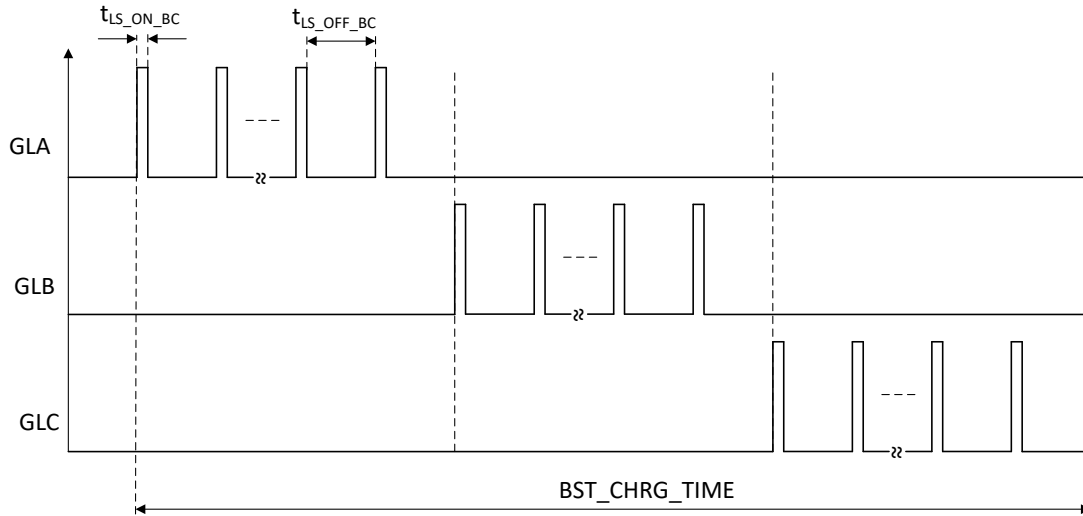 tLS_ON_BC
tLS_OFF_BC
GLA
GLB
GLC
BST_CHRG_TIME